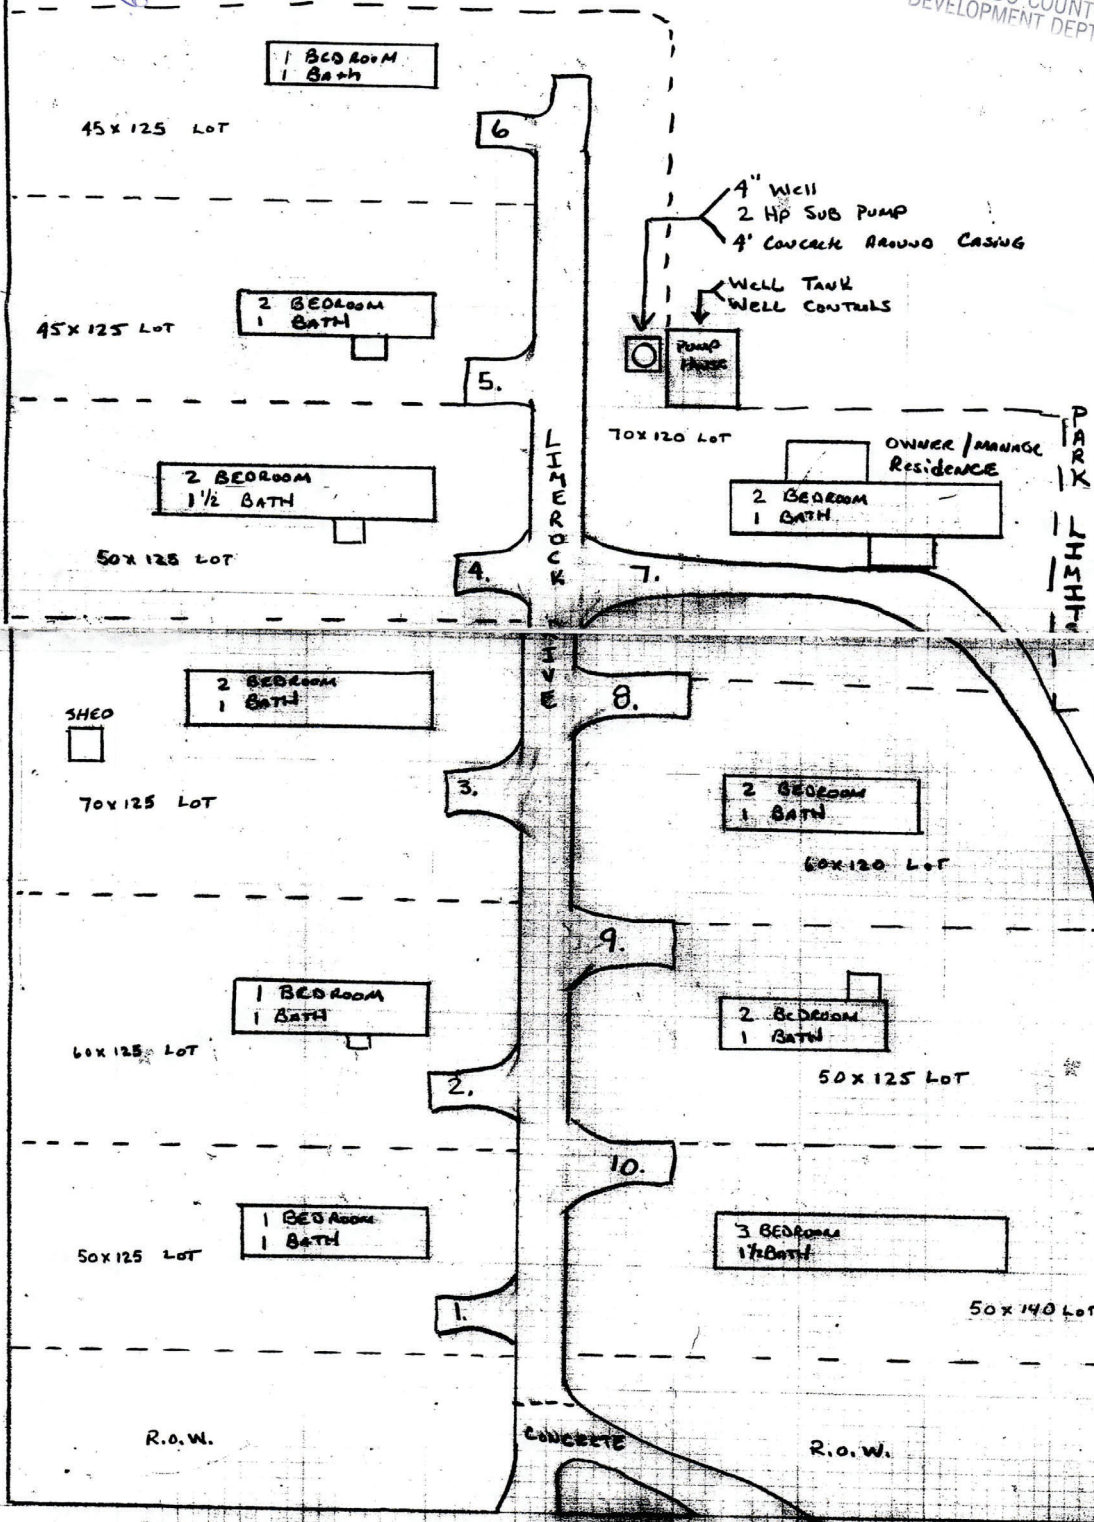 COUNT
DEVELOPMENT DEPT
1 BEDROOM
1 BATH
45 X 125 LOT
6
4" WELL
2 HP SUB PUMP
4' CONCRETE AROUND CASING
WELL TANK
WELL CONTROLS
2 BEDROOM
1 BATH
45 X 125 LOT
PUMP
HOUSE
5.
70 X 120 LOT
OWNER / MANAGE
RESIDENCE
PARK LIMITS
2 BEDROOM
1 1/2 BATH
2 BEDROOM
1 BATH
50 X 125 LOT
4.
LIMEROCK
7.
2 BEDROOM
1 BATH
SHED
8.
3.
70 X 125 LOT
2 BEDROOM
1 BATH
60 X 120 LOT
9.
1 BEDROOM
1 BATH
60 X 125 LOT
2 BEDROOM
1 BATH
50 X 125 LOT
2.
10.
1 BEDROOM
1 BATH
50 X 125 LOT
3 BEDROOM
1 1/2 BATH
1.
50 X 140 LOT
R.O.W.
CONCRETE
R.O.W.